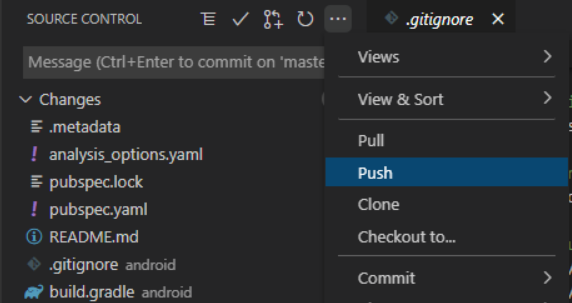 SOURCE CONTROL
.gitignore
Message (Ctrl+Enter to commit on 'maste
Changes
.metadata
analysis_options.yaml
pubspec.lock
pubspec.yaml
README.md
.gitignore android
build.gradle android
Views
View & Sort
Pull
Push
Clone
Checkout to...
Commit